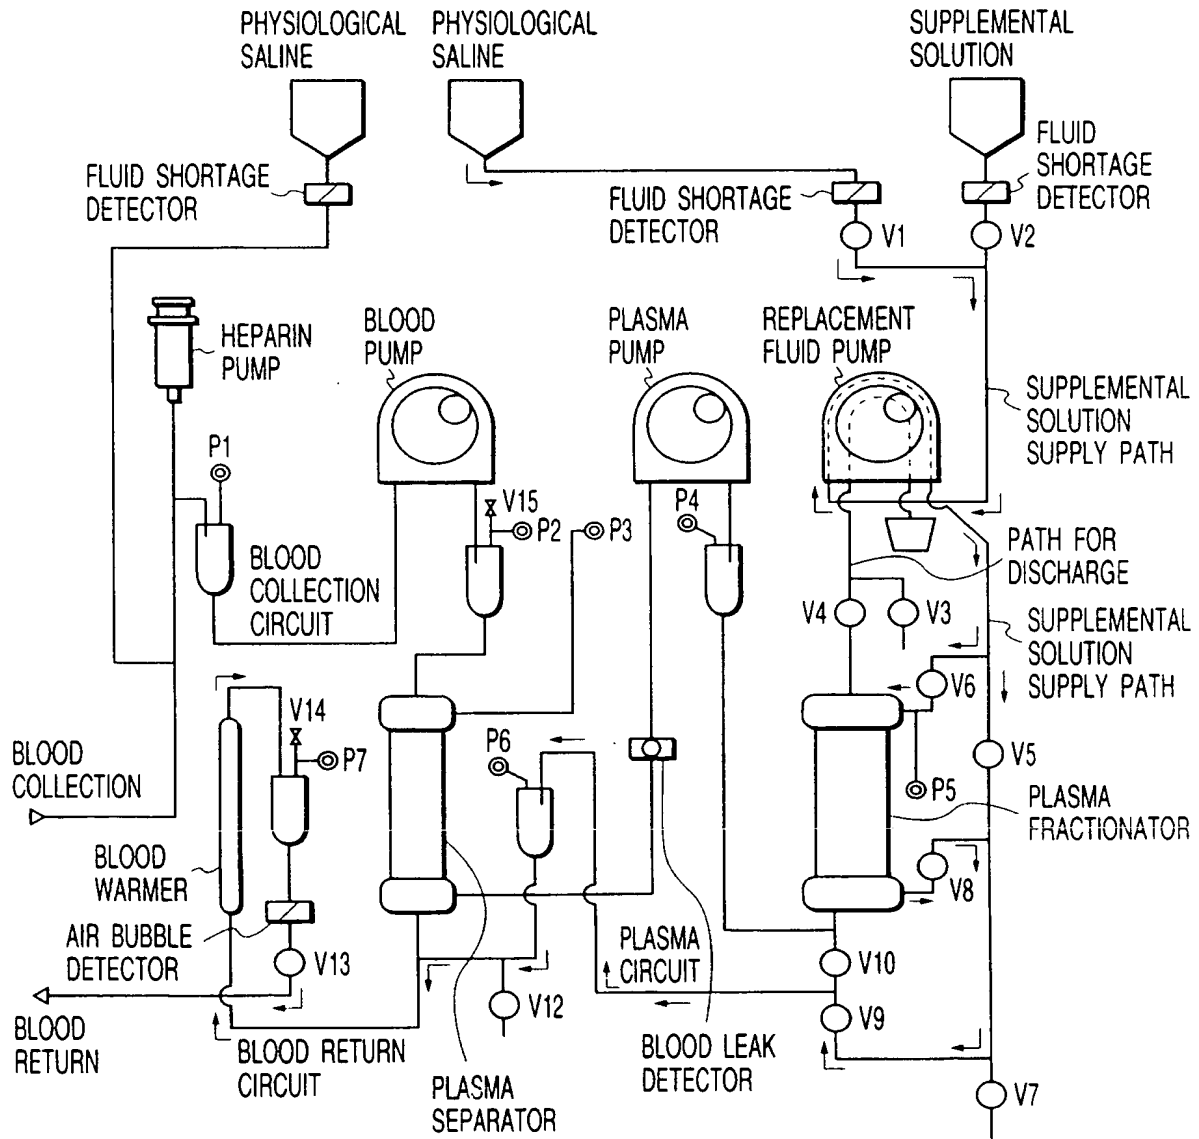 PHYSIOLOGICAL
SALINE
PHYSIOLOGICAL
SALINE
SUPPLEMENTAL
SOLUTION
FLUID
SHORTAGE
DETECTOR
FLUID SHORTAGE
DETECTOR
FLUID SHORTAGE
DETECTOR
V1
V2
HEPARIN
PUMP
BLOOD
PUMP
PLASMA
PUMP
REPLACEMENT
FLUID PUMP
SUPPLEMENTAL
SOLUTION
SUPPLY PATH
P1
V15
P2
P3
P4
BLOOD
COLLECTION
CIRCUIT
PATH FOR
DISCHARGE
V4
V3
SUPPLEMENTAL
SOLUTION
SUPPLY PATH
V6
V14
P7
P6
V5
P5
BLOOD
COLLECTION
PLASMA
FRACTIONATOR
BLOOD
WARMER
V8
AIR BUBBLE
DETECTOR
V13
PLASMA
CIRCUIT
V10
V12
V9
BLOOD
RETURN
BLOOD RETURN
CIRCUIT
PLASMA
SEPARATOR
BLOOD LEAK
DETECTOR
V7